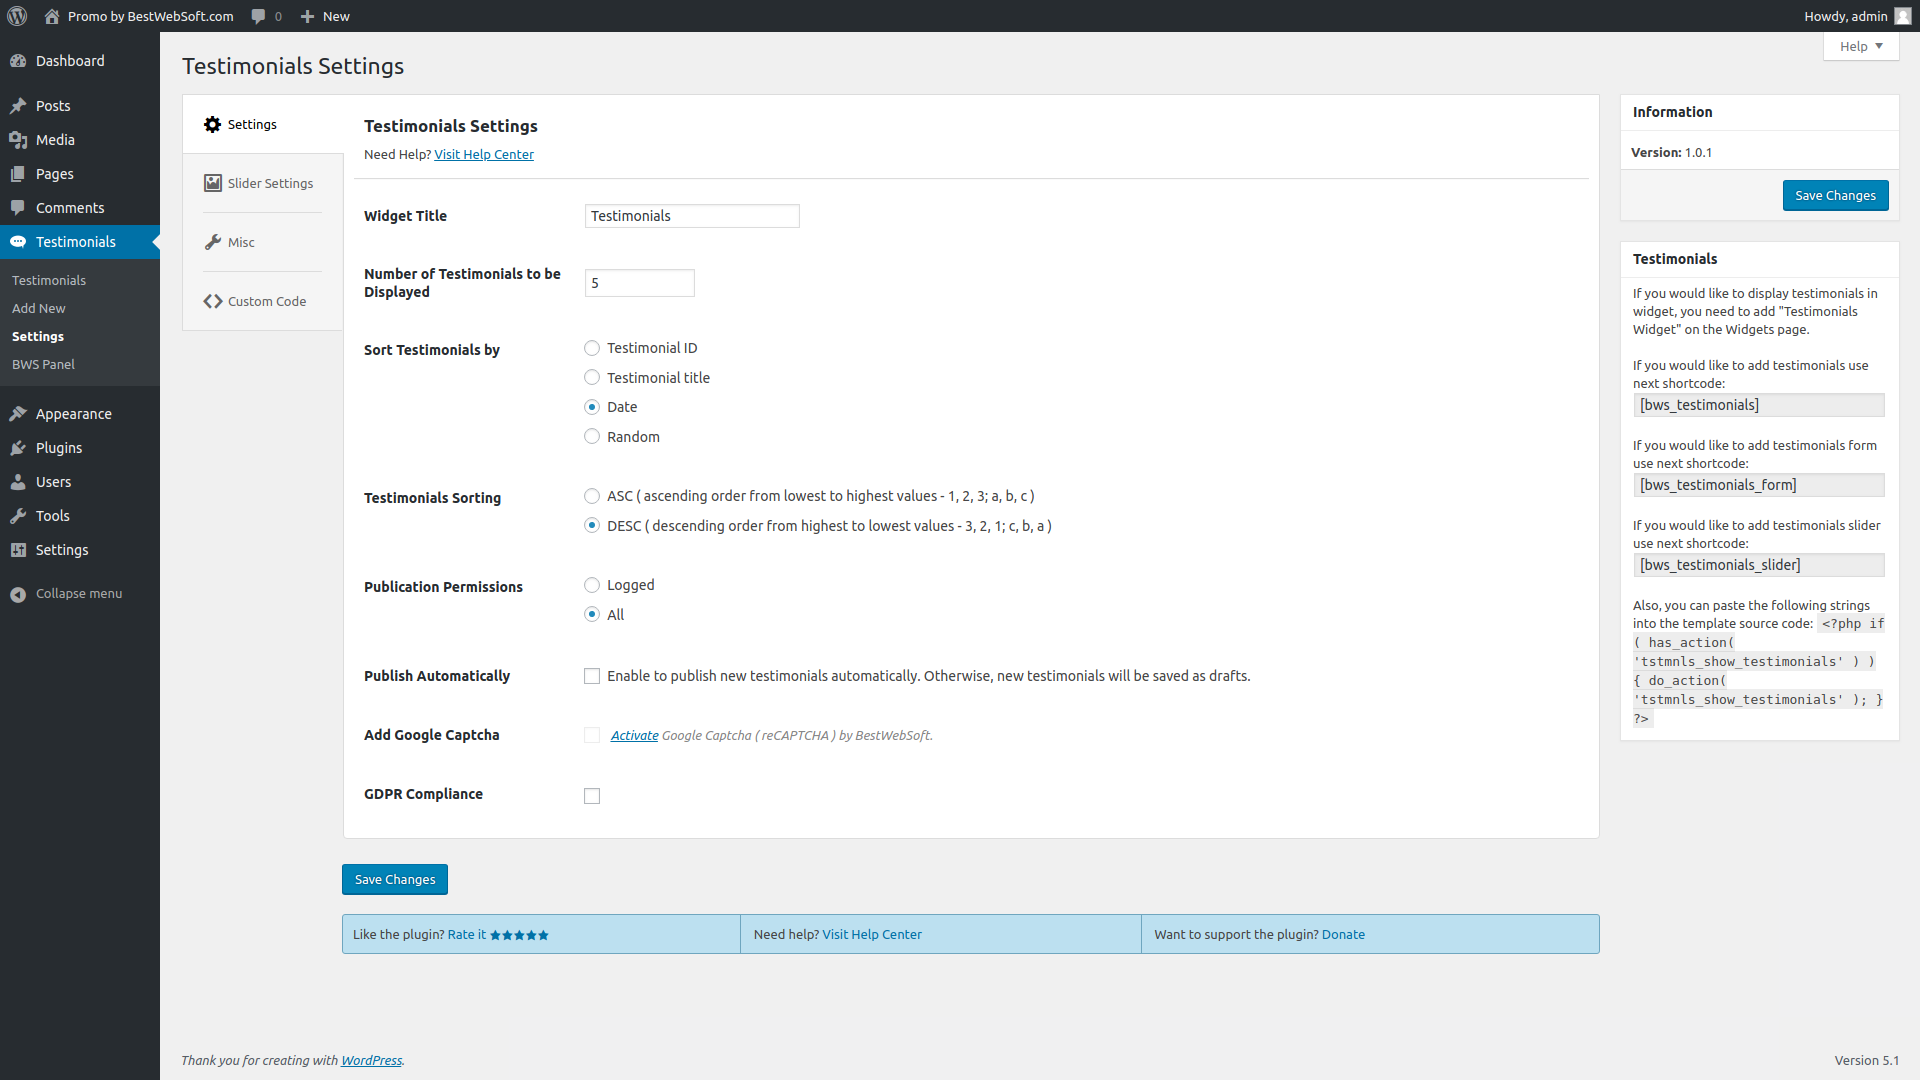 Promo by BestWebSoft.com
0
New
Howdy, admin
Help
Dashboard
Posts
Media
Pages
Comments
Testimonials
Testimonials
Add New
Settings
BWS Panel
Appearance
Plugins
Users
Tools
Settings
Collapse menu
Testimonials Settings
Settings
Slider Settings
Misc
Custom Code
Testimonials Settings
Need Help? Visit Help Center
Widget Title
Testimonials
Number of Testimonials to be
Displayed
5
Sort Testimonials by
Testimonial ID
Testimonial title
Date
Random
Testimonials Sorting
ASC ( ascending order from lowest to highest values - 1, 2, 3; a, b, c )
DESC ( descending order from highest to lowest values - 3, 2, 1; c, b, a )
Publication Permissions
Logged
All
Publish Automatically
Enable to publish new testimonials automatically. Otherwise, new testimonials will be saved as drafts.
Add Google Captcha
Activate Google Captcha ( reCAPTCHA ) by BestWebSoft.
GDPR Compliance
Save Changes
Like the plugin? Rate it ★★★★★
Need help? Visit Help Center
Want to support the plugin? Donate
Information
Version: 1.0.1
Save Changes
Testimonials
If you would like to display testimonials in
widget, you need to add "Testimonials
Widget" on the Widgets page.
If you would like to add testimonials use
next shortcode:
[bws_testimonials]
If you would like to add testimonials form
use next shortcode:
[bws_testimonials_form]
If you would like to add testimonials slider
use next shortcode:
[bws_testimonials_slider]
Also, you can paste the following strings
into the template source code: <?php if
( has_action(
'tstmnls_show_testimonials' ) )
{ do_action(
'tstmnls_show_testimonials' ); }
?>
Thank you for creating with WordPress.
Version 5.1